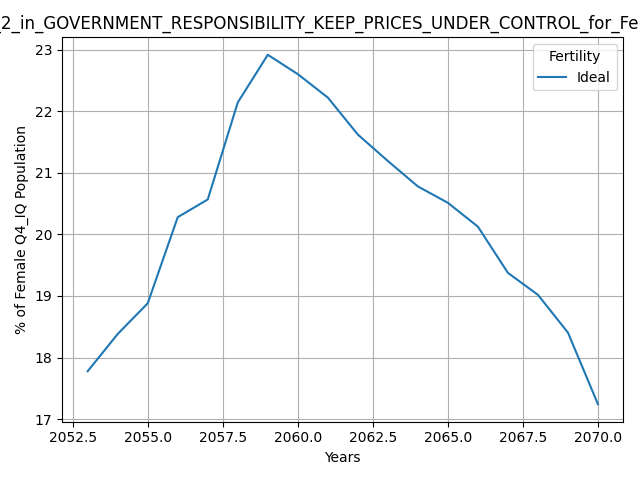 _2_in_GOVERNMENT_RESPONSIBILITY_KEEP_PRICES_UNDER_CONTROL_for_Fe
Fertility
Ideal
23
22
21
20
19
18
17
% of Female Q4_IQ Population
2052.5 2055.0 2057.5 2060.0 2062.5 2065.0 2067.5 2070.0
Years